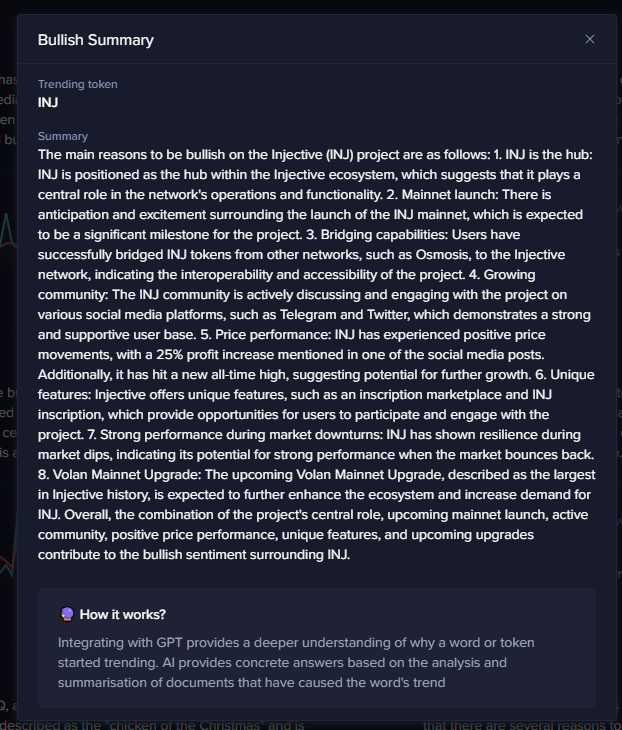 Bullish Summary
Trending token
INJ
Summary
The main reasons to be bullish on the Injective (INJ) project are as follows: 1. INJ is the hub:
INJ is positioned as the hub within the Injective ecosystem, which suggests that it plays a
central role in the network's operations and functionality. 2. Mainnet launch: There is
anticipation and excitement surrounding the launch of the INJ mainnet, which is expected
to be a significant milestone for the project. 3. Bridging capabilities: Users have
successfully bridged INJ tokens from other networks, such as Osmosis, to the Injective
network, indicating the interoperability and accessibility of the project. 4. Growing
community: The INJ community is actively discussing and engaging with the project on
various social media platforms, such as Telegram and Twitter, which demonstrates a strong
and supportive user base. 5. Price performance: INJ has experienced positive price
movements, with a 25% profit increase mentioned in one of the social media posts.
Additionally, it has hit a new all-time high, suggesting potential for further growth. 6. Unique
features: Injective offers unique features, such as an inscription marketplace and INJ
inscription, which provide opportunities for users to participate and engage with the
project. 7. Strong performance during market downturns: INJ has shown resilience during
market dips, indicating its potential for strong performance when the market bounces back.
8. Volan Mainnet Upgrade: The upcoming Volan Mainnet Upgrade, described as the largest
in Injective history, is expected to further enhance the ecosystem and increase demand for
INJ. Overall, the combination of the project's central role, upcoming mainnet launch, active
community, positive price performance, unique features, and upcoming upgrades
contribute to the bullish sentiment surrounding INJ.
How it works?
Integrating with GPT provides a deeper understanding of why a word or token
started trending. AI provides concrete answers based on the analysis and
summarisation of documents that have caused the word's trend
described as the "chicken of the Christmas" and is
that there are several reasons to